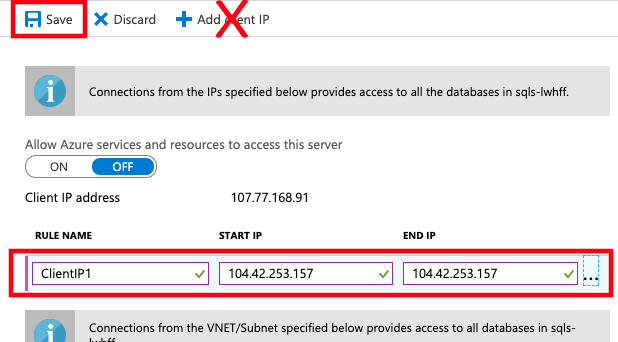 Save Discard Add client IP
Connections from the IPs specified below provides access to all the databases in sqls-lwhff.
Allow Azure services and resources to access this server
ON OFF
Client IP address 107.77.168.91
RULE NAME START IP END IP
ClientIP1 104.42.253.157 104.42.253.157 ...
Connections from the VNET/Subnet specified below provides access to all databases in sqls-
lwhff.